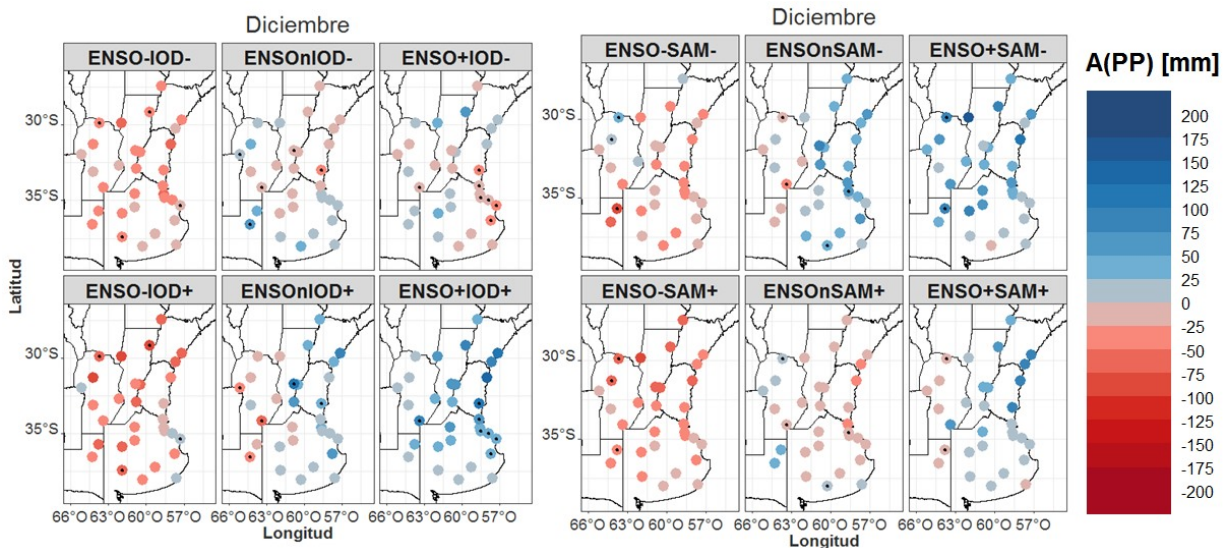 Diciembre
ENSO-IOD- ENSOnIOD- ENSO+IOD-
30°S
35°S
ENSO-IOD+ ENSOnIOD+ ENSO+IOD+
30°S
35°S
66°O 63°O 60°O 57°O 66°O 63°O 60°O 57°O 66°O 63°O 60°O 57°O
Latitud
Longitud
Diciembre
ENSO-SAM- ENSOnSAM- ENSO+SAM-
30°S
35°S
ENSO-SAM+ ENSOnSAM+ ENSO+SAM+
30°S
35°S
66°O 63°O 60°O 57°O 66°O 63°O 60°O 57°O 66°O 63°O 60°O 57°O
Longitud
A(PP) [mm]
200
175
150
125
100
75
50
25
0
-25
-50
-75
-100
-125
-150
-175
-200